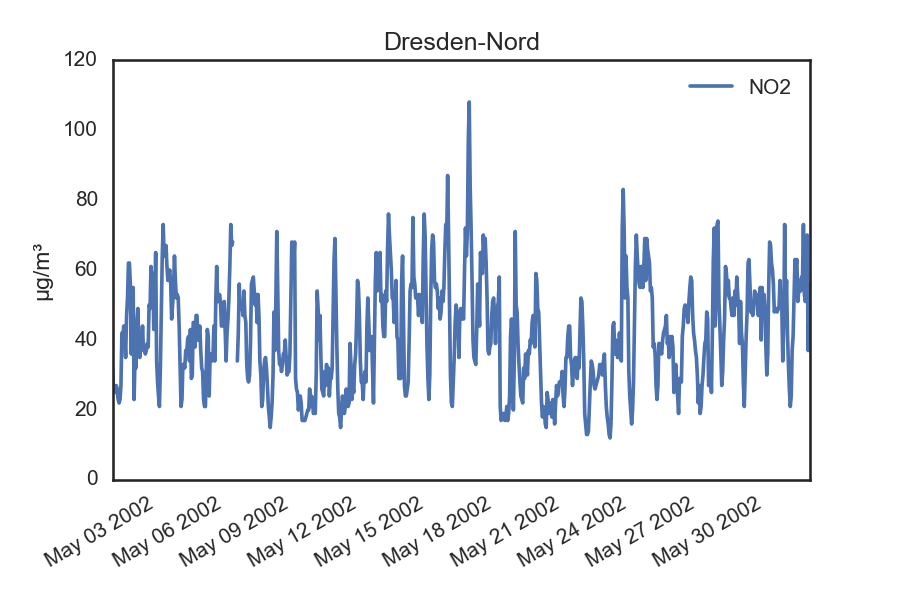 Dresden-Nord
NO2
µg/m³
120
100
80
60
40
20
0
May 03 2002
May 06 2002
May 09 2002
May 12 2002
May 15 2002
May 18 2002
May 21 2002
May 24 2002
May 27 2002
May 30 2002